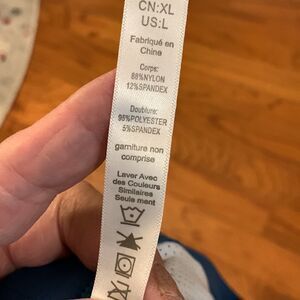 CN:XL
US:L
Fabriqué en
Chine
Corps:
88%NYLON
12%SPANDEX
Doublure:
95%POLYESTER
5%SPANDEX
garniture non
comprise
Laver Avec
des Couleurs
Similaires
Seule ment